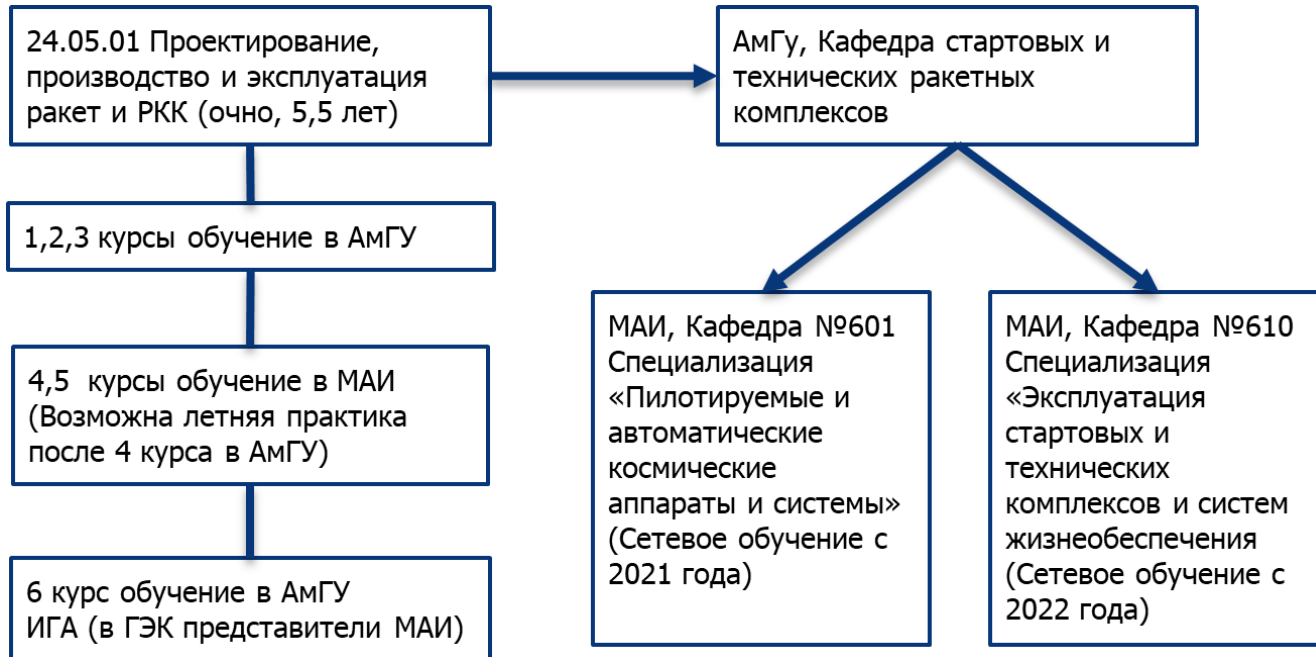 24.05.01 Проектирование,
производство и эксплуатация
ракет и РКК (очно, 5,5 лет)
АмГу, Кафедра стартовых и
технических ракетных
комплексов
1,2,3 курсы обучение в АмГУ
4,5  курсы обучение в МАИ
(Возможна летняя практика
после 4 курса в АмГУ)
6 курс обучение в АмГУ
ИГА (в ГЭК представители МАИ)
МАИ, Кафедра №601
Специализация
«Пилотируемые и
автоматические
космические
аппараты и системы»
(Сетевое обучение с
2021 года)
МАИ, Кафедра №610
Специализация
«Эксплуатация
стартовых и
технических
комплексов и систем
жизнеобеспечения
(Сетевое обучение с
2022 года)